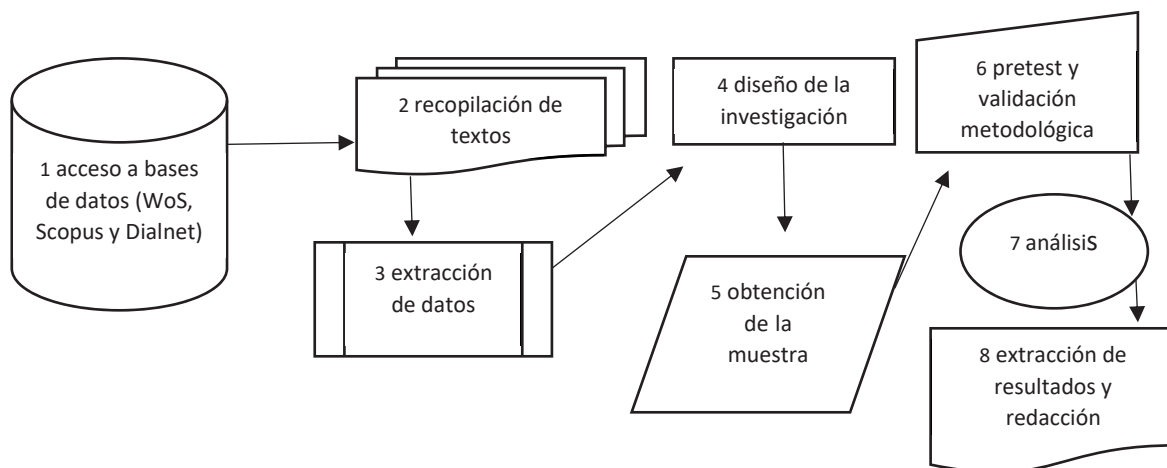 1 acceso a bases
de datos (WoS,
Scopus y Dialnet)
2 recopilación de
textos
3 extracción
de datos
4 diseño de la
investigación
5 obtención
de la
muestra
6 pretest y
validación
metodológica
7 análisis
8 extracción de
resultados y
redacción